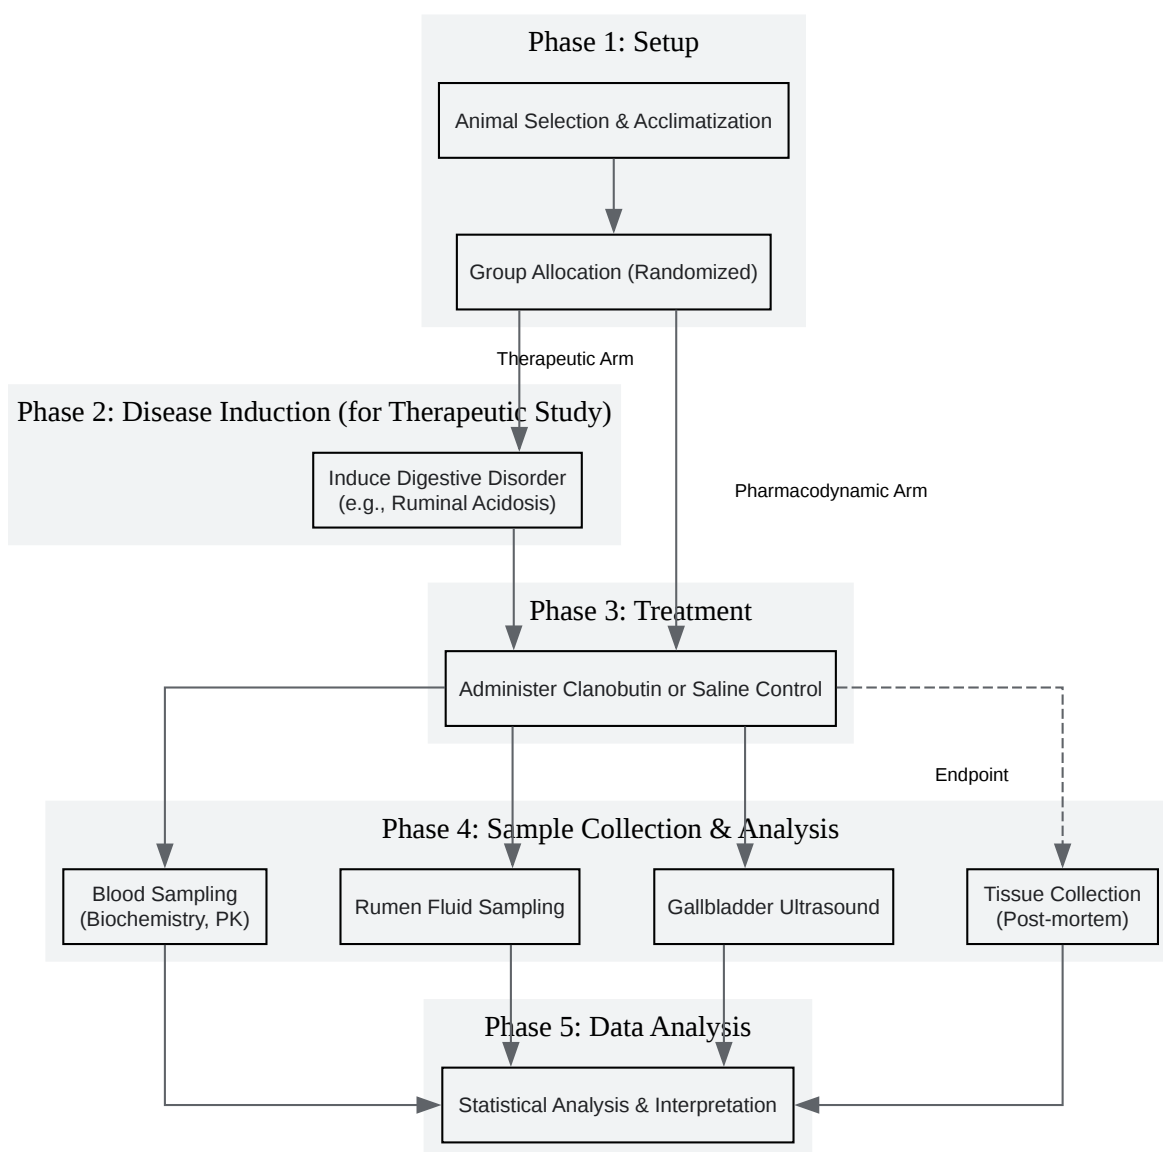 Phase 1: Setup
Animal Selection & Acclimatization
Group Allocation (Randomized)
Therapeutic Arm
Phase 2: Disease Induction (for Therapeutic Study)
Induce Digestive Disorder
(e.g., Ruminal Acidosis)
Pharmacodynamic Arm
Phase 3: Treatment
Administer Clanobutin or Saline Control
Endpoint
Phase 4: Sample Collection & Analysis
Blood Sampling
(Biochemistry, PK)
Rumen Fluid Sampling
Gallbladder Ultrasound
Tissue Collection
(Post-mortem)
Phase 5: Data Analysis
Statistical Analysis & Interpretation